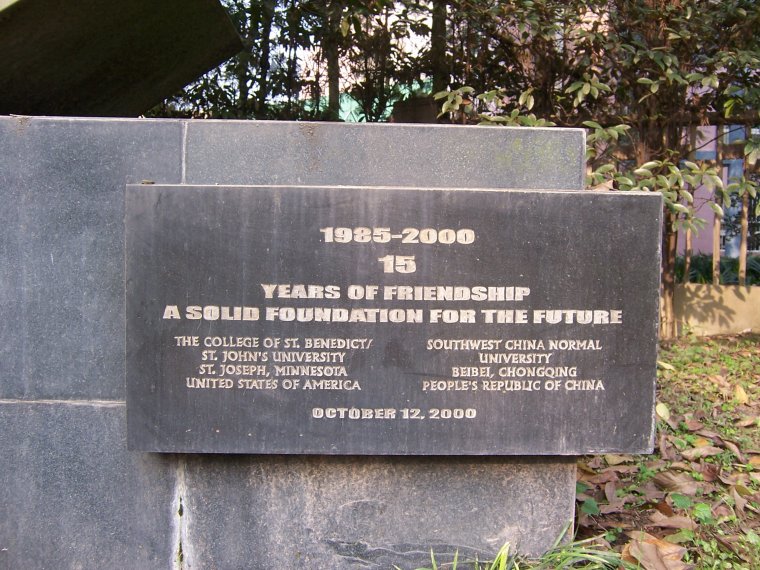 1985-2000
15
YEARS OF FRIENDSHIP
A SOLID FOUNDATION FOR THE FUTURE
THE COLLEGE OF ST. BENEDICT/
ST. JOHN'S UNIVERSITY
ST. JOSEPH, MINNESOTA
UNITED STATES OF AMERICA
SOUTHWEST CHINA NORMAL
UNIVERSITY
BEIBEI, CHONGQING
PEOPLE'S REPUBLIC OF CHINA
OCTOBER 12, 2000